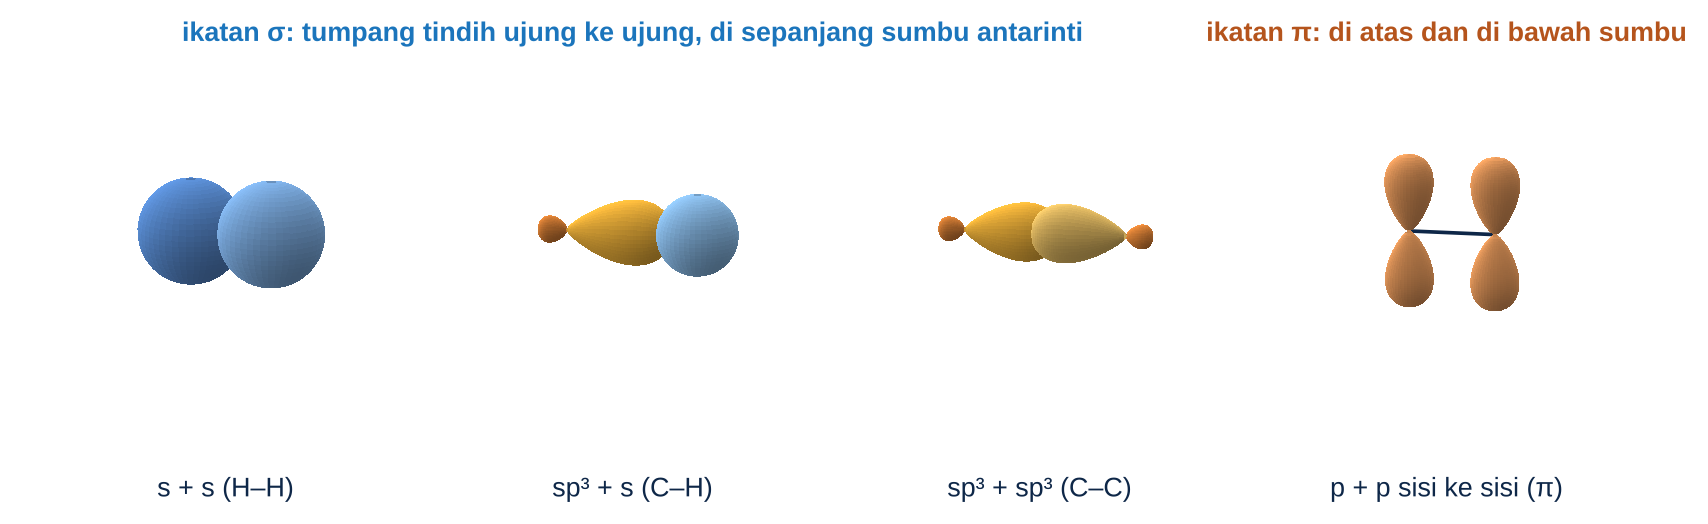 ikatan σ: tumpang tindih ujung ke ujung, di sepanjang sumbu antarinti
ikatan π: di atas dan di bawah sumbu
s + s (H–H)
sp³ + s (C–H)
sp³ + sp³ (C–C)
p + p sisi ke sisi (π)